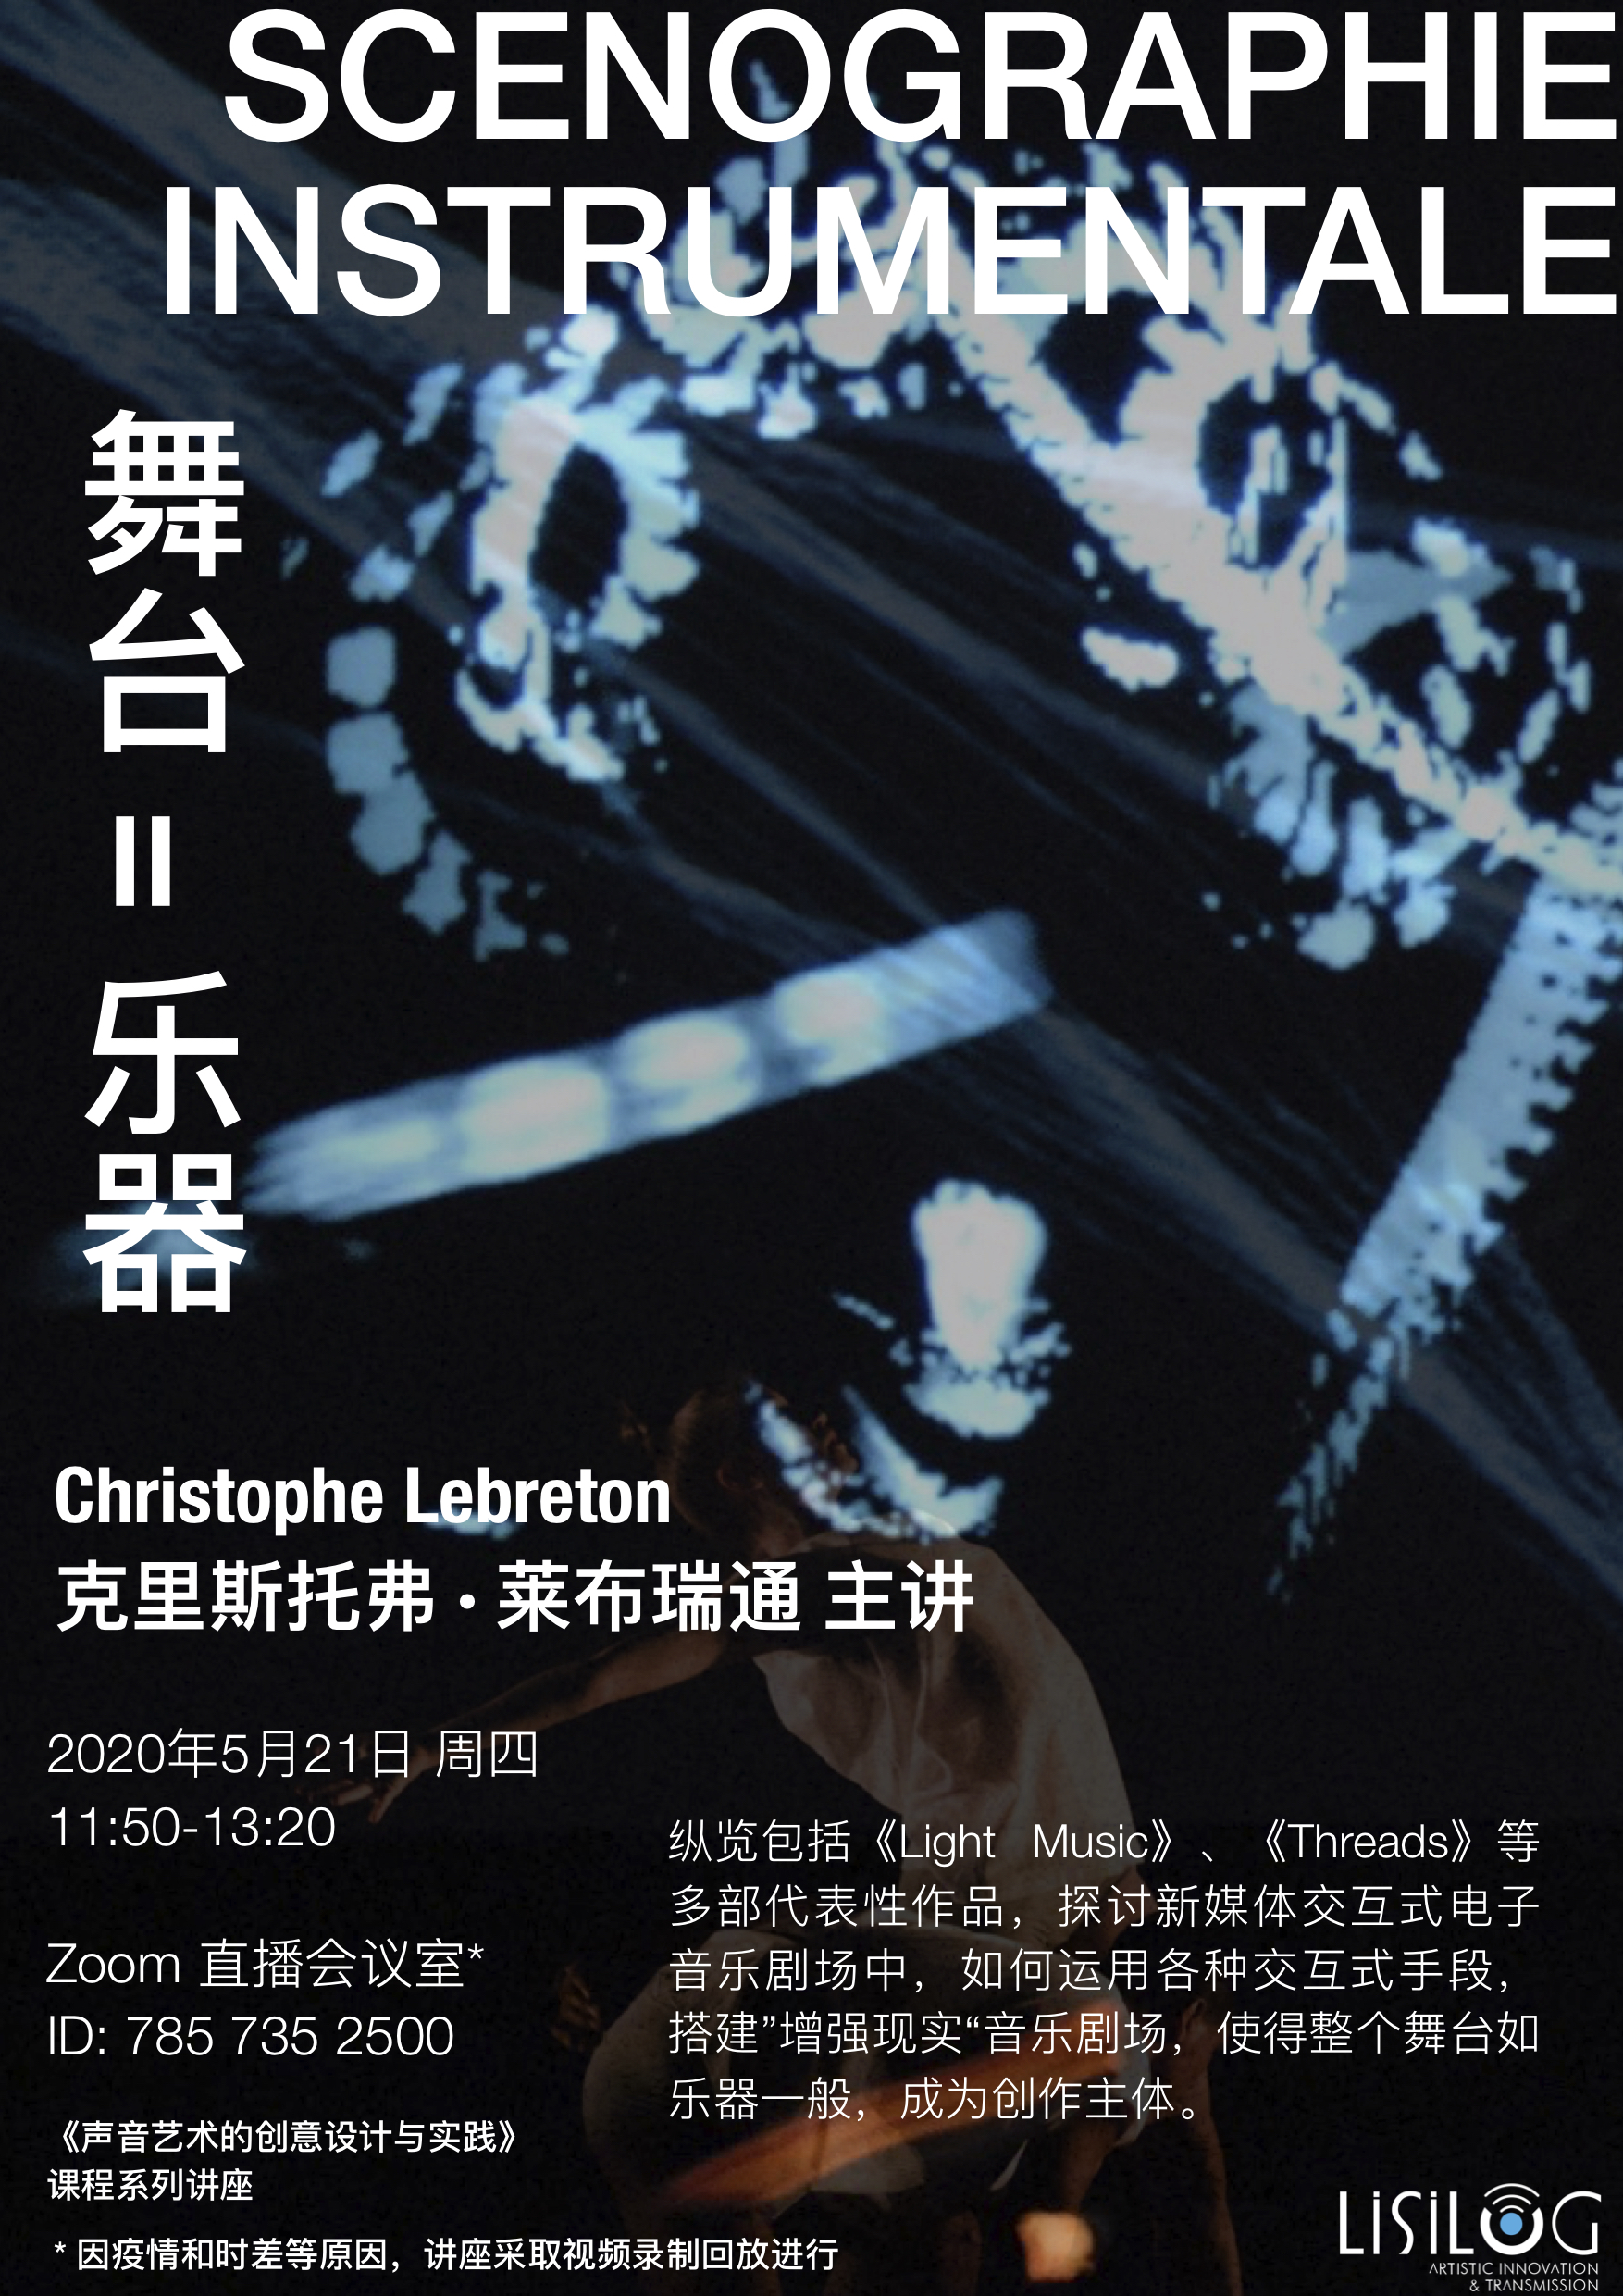 SCENOGRAPHIE
INSTRUMENTALE
舞台=乐器
Christophe Lebreton
克里斯托弗·莱布瑞通 主讲
2020年5月21日 周四
11:50-13:20
Zoom 直播会议室*
ID: 785 735 2500
《声音艺术的创意设计与实践》
课程系列讲座
* 因疫情和时差等原因，讲座采取视频录制回放进行
纵览包括《Light Music》、《Threads》等
多部代表性作品，探讨新媒体交互式电子
音乐剧场中，如何运用各种交互式手段，
搭建”增强现实“音乐剧场，使得整个舞台如
乐器一般，成为创作主体。
LiSiLOG
ARTISTIC INNOVATION
& TRANSMISSION